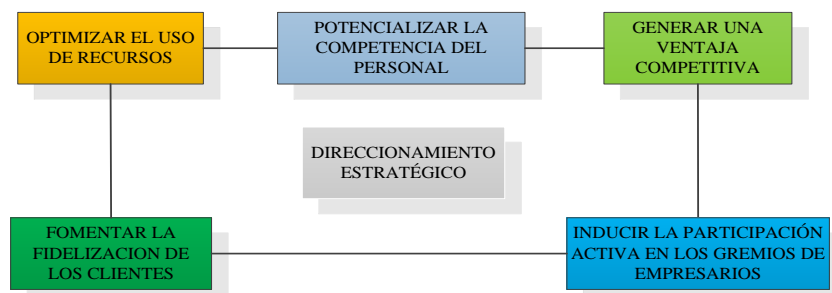 OPTIMIZAR EL USO
DE RECURSOS
POTENCIALIZAR LA
COMPETENCIA DEL
PERSONAL
GENERAR UNA
VENTAJA
COMPETITIVA
DIRECCIONAMIENTO
ESTRATÉGICO
FOMENTAR LA
FIDELIZACION DE
LOS CLIENTES
INDUCIR LA PARTICIPACIÓN
ACTIVA EN LOS GREMIOS DE
EMPRESARIOS